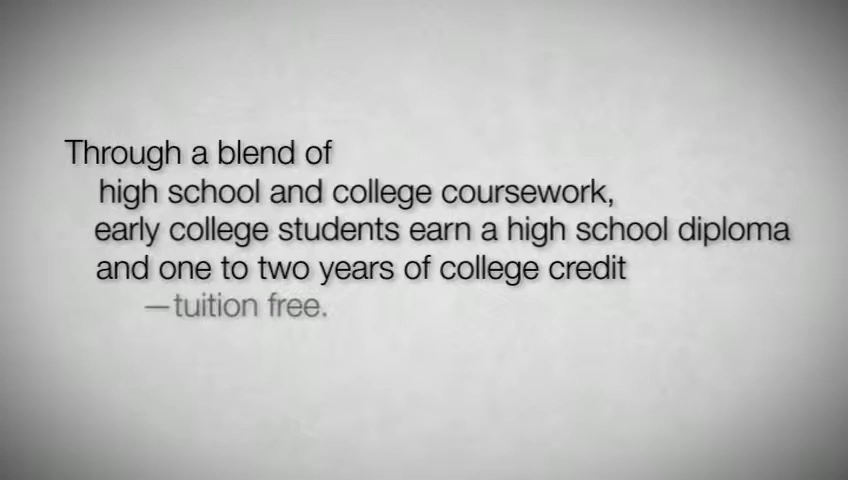 Through a blend of
high school and college coursework,
early college students earn a high school diploma
and one to two years of college credit
—tuition free.